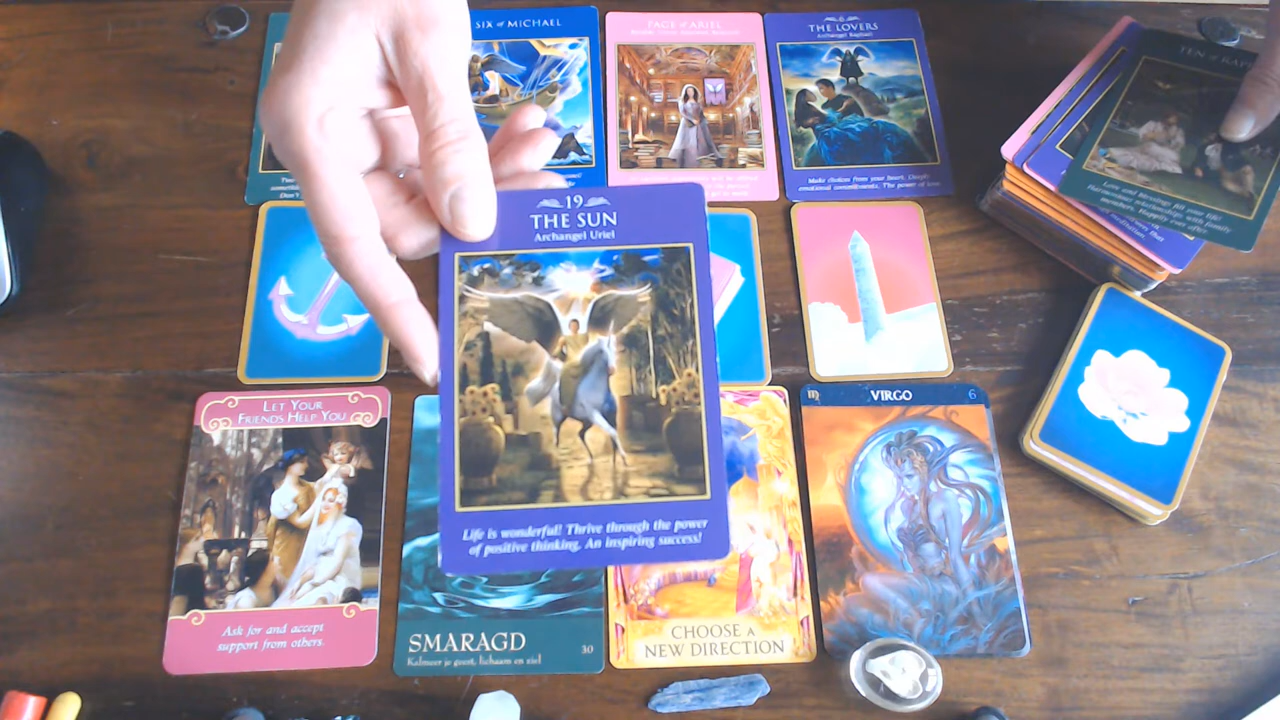 SIX of MICHAEL
PAGE of ARIEL
6
THE LOVERS
Archangel Raphael
Make choices from your heart. Deeply
emotional commitments. The power of love.
TEN of
Love and blessings fill your life!
Harmonious relationships with family
members. Happily ever after.
meditation.
19
THE SUN
Archangel Uriel
Life is wonderful! Thrive through the power
of positive thinking. An inspiring success!
LET YOUR
FRIENDS HELP YOU
Ask for and accept
support from others.
SMARAGD
30
Kalmeer je geest, lichaam en ziel
CHOOSE A
NEW DIRECTION
♍ VIRGO 6